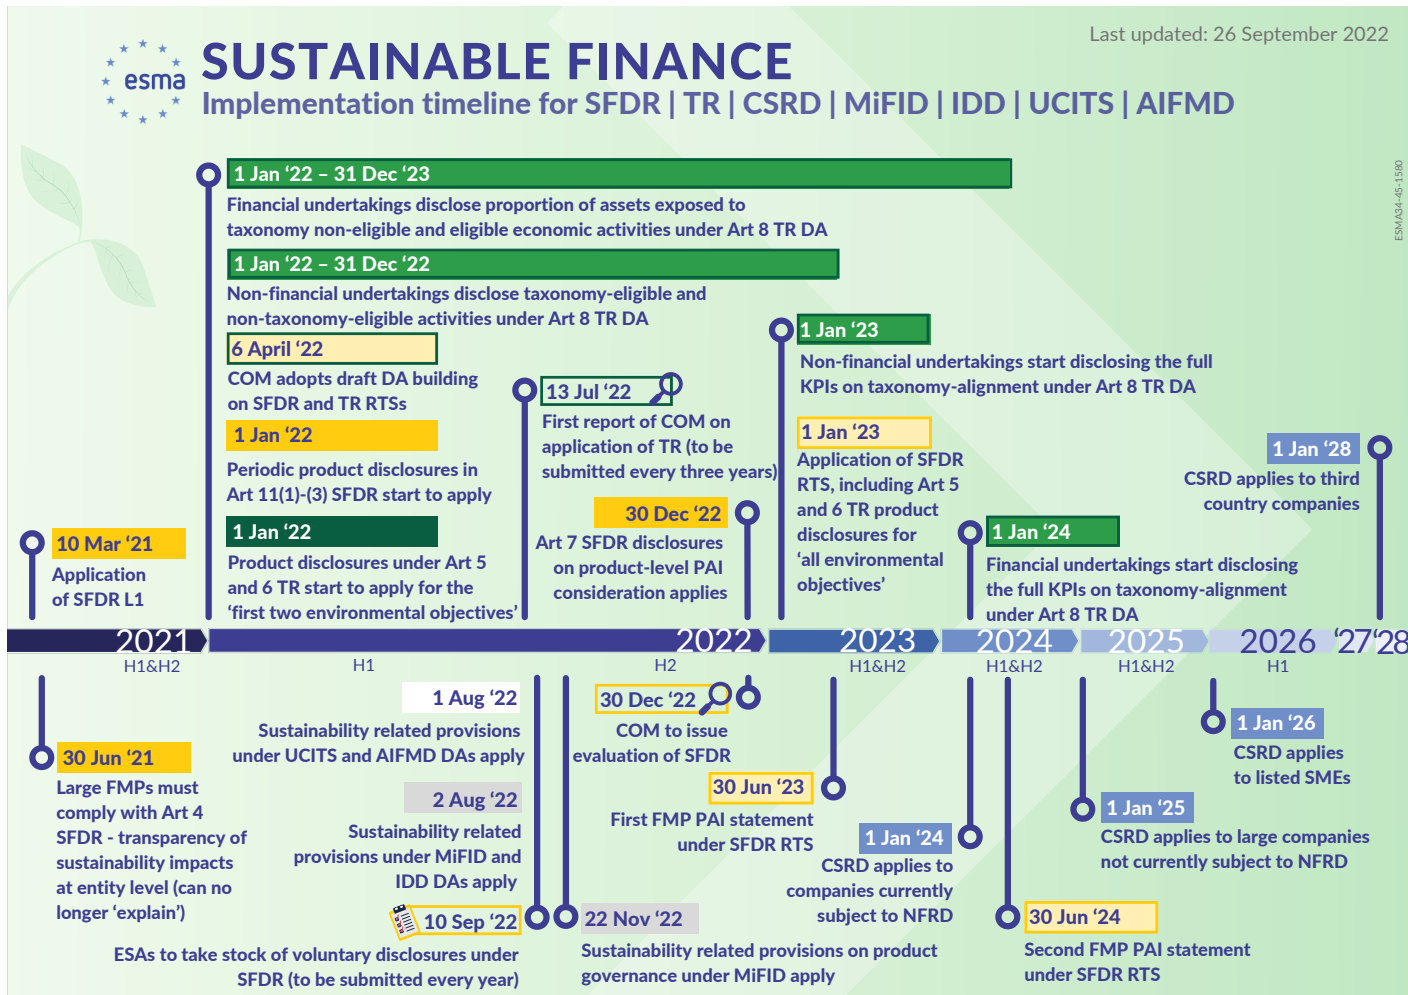 Last updated: 26 September 2022
esma
SUSTAINABLE FINANCE
Implementation timeline for SFDR | TR | CSRD | MiFID | IDD | UCITS | AIFMD
ESMA34-45-1580
1 Jan ‘22 – 31 Dec ‘23
Financial undertakings disclose proportion of assets exposed to
taxonomy non-eligible and eligible economic activities under Art 8 TR DA
1 Jan ‘22 – 31 Dec ‘22
Non-financial undertakings disclose taxonomy-eligible and
non-taxonomy-eligible activities under Art 8 TR DA
6 April ‘22
COM adopts draft DA building
on SFDR and TR RTSs
1 Jan ‘22
Periodic product disclosures in
Art 11(1)-(3) SFDR start to apply
1 Jan ‘22
Product disclosures under Art 5
and 6 TR start to apply for the
‘first two environmental objectives’
10 Mar ‘21
Application
of SFDR L1
13 Jul ‘22
First report of COM on
application of TR (to be
submitted every three years)
30 Dec ‘22
Art 7 SFDR disclosures
on product-level PAI
consideration applies
1 Jan ‘23
Non-financial undertakings start disclosing the full
KPIs on taxonomy-alignment under Art 8 TR DA
1 Jan ‘23
Application of SFDR
RTS, including Art 5
and 6 TR product
disclosures for
‘all environmental
objectives’
1 Jan ‘24
Financial undertakings start disclosing
the full KPIs on taxonomy-alignment
under Art 8 TR DA
1 Jan ‘28
CSRD applies to third
country companies
2021 2022 2023 2024 2025 2026 ‘27 ‘28
H1&H2 H1 H2 H1&H2 H1&H2 H1&H2 H1
30 Jun ‘21
Large FMPs must
comply with Art 4
SFDR - transparency of
sustainability impacts
at entity level (can no
longer ‘explain’)
1 Aug ‘22
Sustainability related provisions
under UCITS and AIFMD DAs apply
2 Aug ‘22
Sustainability related
provisions under MiFID and
IDD DAs apply
10 Sep ‘22
ESAs to take stock of voluntary disclosures under
SFDR (to be submitted every year)
22 Nov ‘22
Sustainability related provisions on product
governance under MiFID apply
30 Dec ‘22
COM to issue
evaluation of SFDR
30 Jun ‘23
First FMP PAI statement
under SFDR RTS
1 Jan ‘24
CSRD applies to
companies currently
subject to NFRD
30 Jun ‘24
Second FMP PAI statement
under SFDR RTS
1 Jan ‘25
CSRD applies to large companies
not currently subject to NFRD
1 Jan ‘26
CSRD applies
to listed SMEs